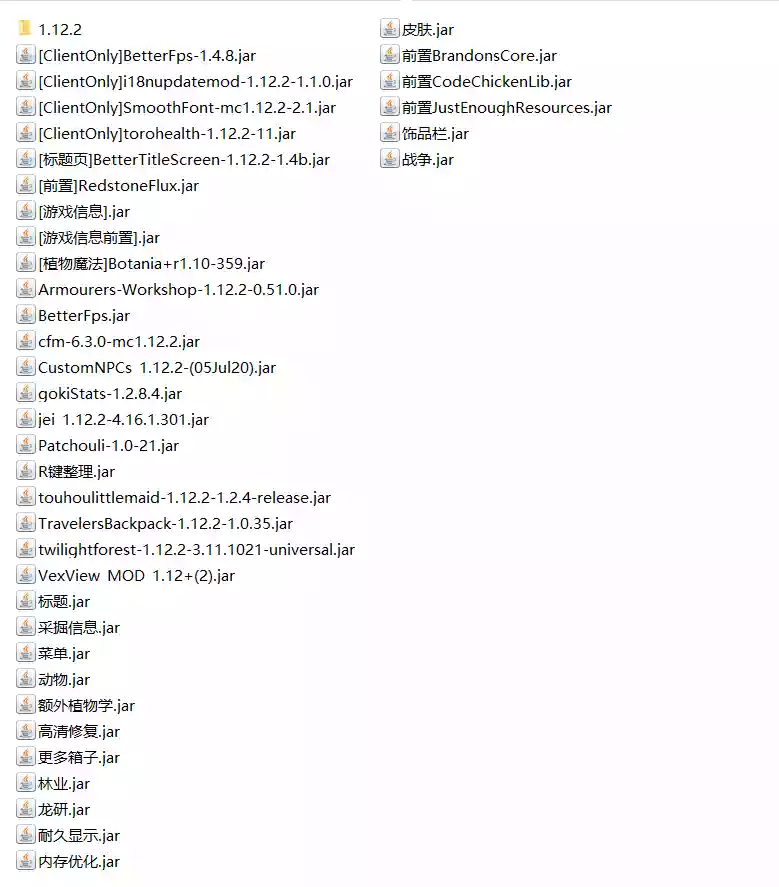 1.12.2
[ClientOnly]BetterFps-1.4.8.jar
[ClientOnly]i18nupdatemod-1.12.2-1.1.0.jar
[ClientOnly]SmoothFont-mc1.12.2-2.1.jar
[ClientOnly]torohealth-1.12.2-11.jar
[标题页]BetterTitleScreen-1.12.2-1.4b.jar
[前置]RedstoneFlux.jar
[游戏信息].jar
[游戏信息前置].jar
[植物魔法]Botania+r1.10-359.jar
Armourers-Workshop-1.12.2-0.51.0.jar
BetterFps.jar
cfm-6.3.0-mc1.12.2.jar
CustomNPCs_1.12.2-(05Jul20).jar
gokiStats-1.2.8.4.jar
jei_1.12.2-4.16.1.301.jar
Patchouli-1.0-21.jar
R键整理.jar
touhoulittlemaid-1.12.2-1.2.4-release.jar
TravelersBackpack-1.12.2-1.0.35.jar
twilightforest-1.12.2-3.11.1021-universal.jar
VexView_MOD_1.12+(2).jar
标题.jar
采掘信息.jar
菜单.jar
动物.jar
额外植物学.jar
高清修复.jar
更多箱子.jar
林业.jar
龙研.jar
耐久显示.jar
内存优化.jar
皮肤.jar
前置BrandonsCore.jar
前置CodeChickenLib.jar
前置JustEnoughResources.jar
饰品栏.jar
战争.jar